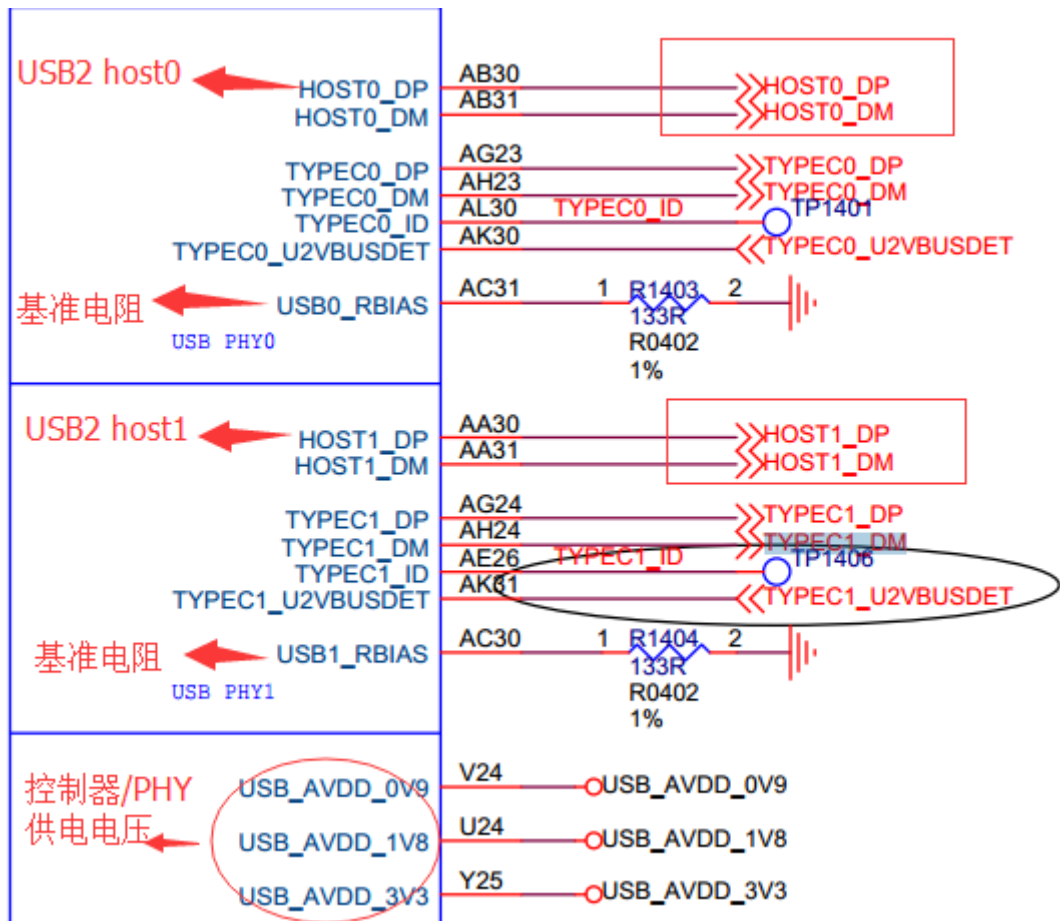 USB2 host0
HOST0_DP AB30 HOST0_DP
HOST0_DM AB31 HOST0_DM
TYPEC0_DP AG23 TYPEC0_DP
TYPEC0_DM AH23 TYPEC0_DM
TYPEC0_ID AL30 TYPEC0_ID TP1401
TYPEC0_U2VBUSDET AK30 TYPEC0_U2VBUSDET
基准电阻 USB0_RBIAS AC31 1 R1403 2
133R
R0402
1%
USB PHY0
USB2 host1
HOST1_DP AA30 HOST1_DP
HOST1_DM AA31 HOST1_DM
TYPEC1_DP AG24 TYPEC1_DP
TYPEC1_DM AH24 TYPEC1_DM
TYPEC1_ID AE26 TYPEC1_ID TP1406
TYPEC1_U2VBUSDET AK31 TYPEC1_U2VBUSDET
基准电阻 USB1_RBIAS AC30 1 R1404 2
133R
R0402
1%
USB PHY1
控制器/PHY
供电电压
USB_AVDD_0V9 V24 USB_AVDD_0V9
USB_AVDD_1V8 U24 USB_AVDD_1V8
USB_AVDD_3V3 Y25 USB_AVDD_3V3